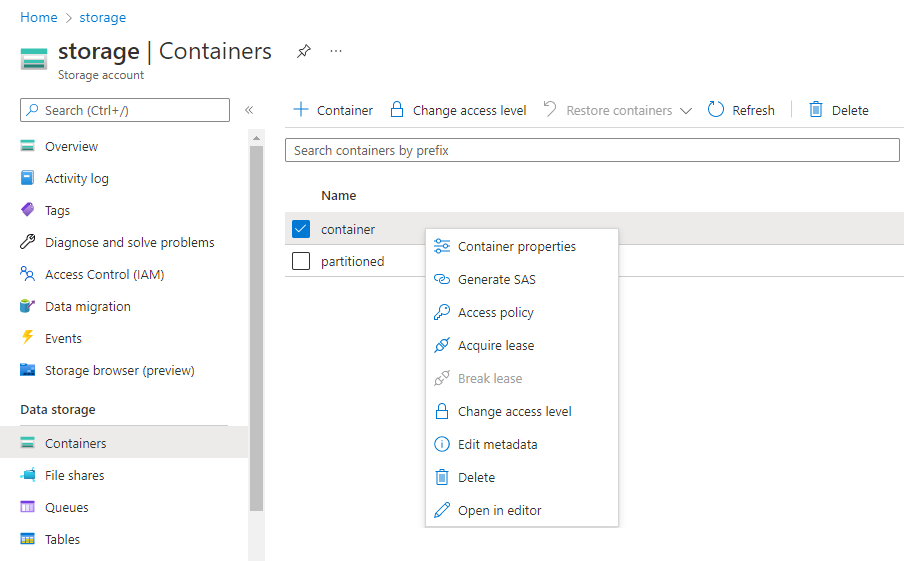 Home > storage
storage | Containers
Storage account
Search (Ctrl+/)
Overview
Activity log
Tags
Diagnose and solve problems
Access Control (IAM)
Data migration
Events
Storage browser (preview)
Data storage
Containers
File shares
Queues
Tables
Container
Change access level
Restore containers
Refresh
Delete
Search containers by prefix
Name
container
partitioned
Container properties
Generate SAS
Access policy
Acquire lease
Break lease
Change access level
Edit metadata
Delete
Open in editor